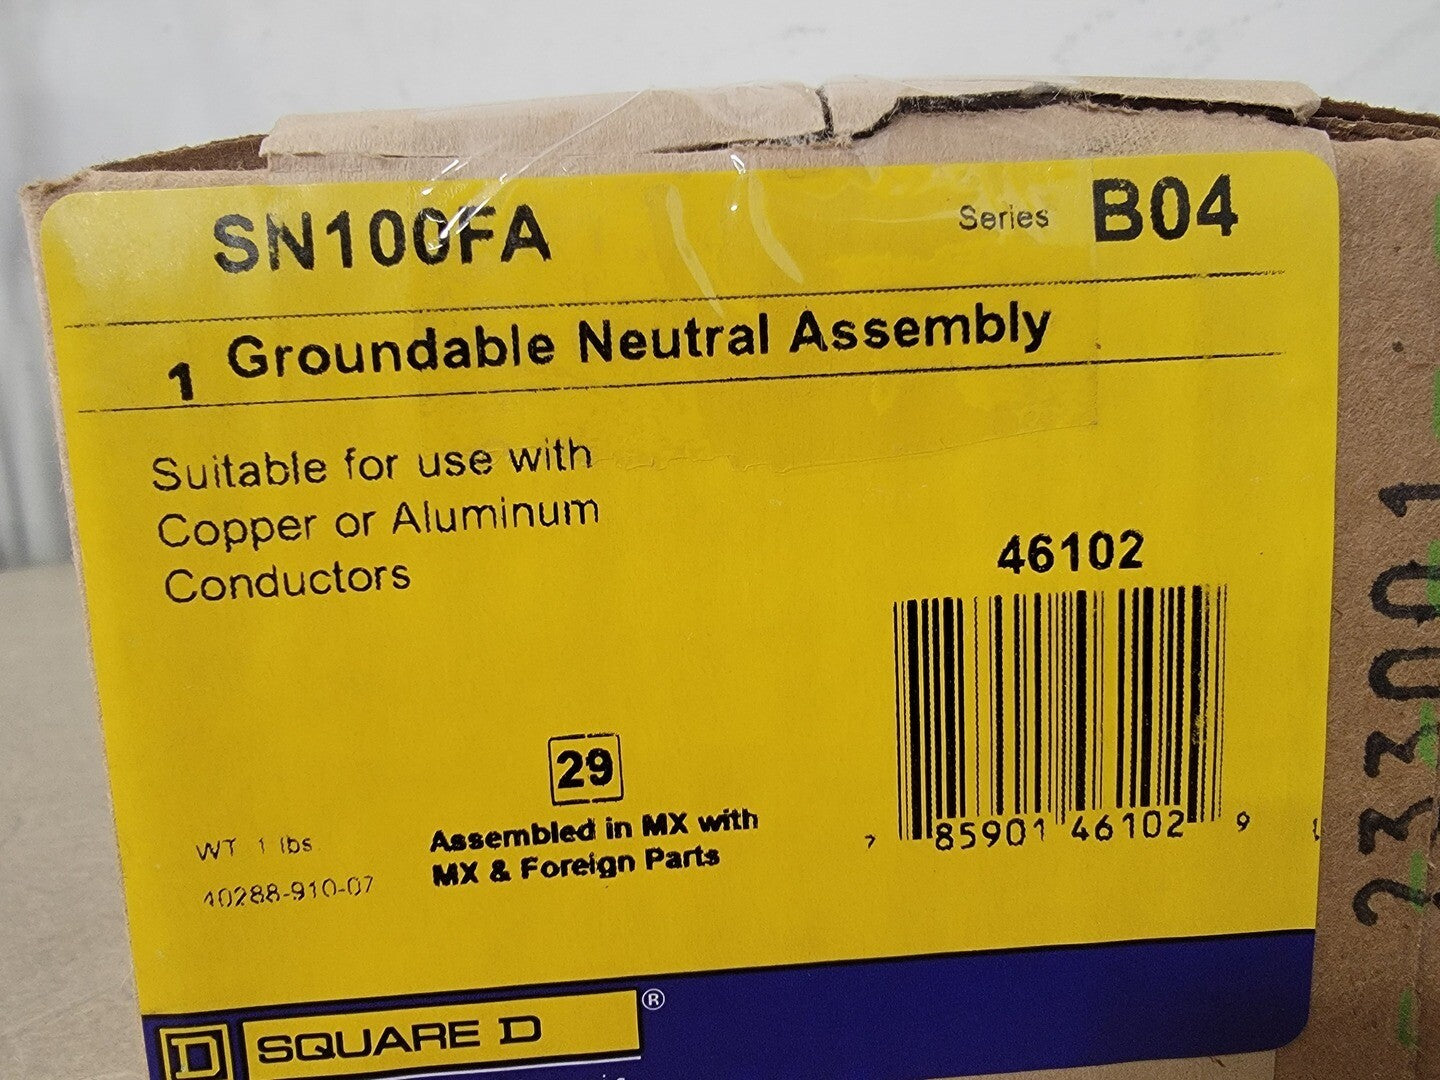 SN100FA Series B04
1 Groundable Neutral Assembly
Suitable for use with
Copper or Aluminum
Conductors
46102
7 85901 46102 9
29
Assembled in MX with
MX & Foreign Parts
WT 1 lbs
40288-910-07
D SQUARE D ®
233001